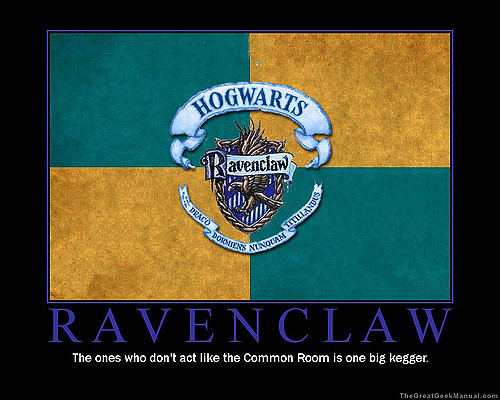 HOGWARTS
Ravenclaw
DRACO DORMIENS NUNQUAM TITILLANDUS
RAVENCLAW
The ones who don't act like the Common Room is one big kegger.
TheGreatGeekManual.com